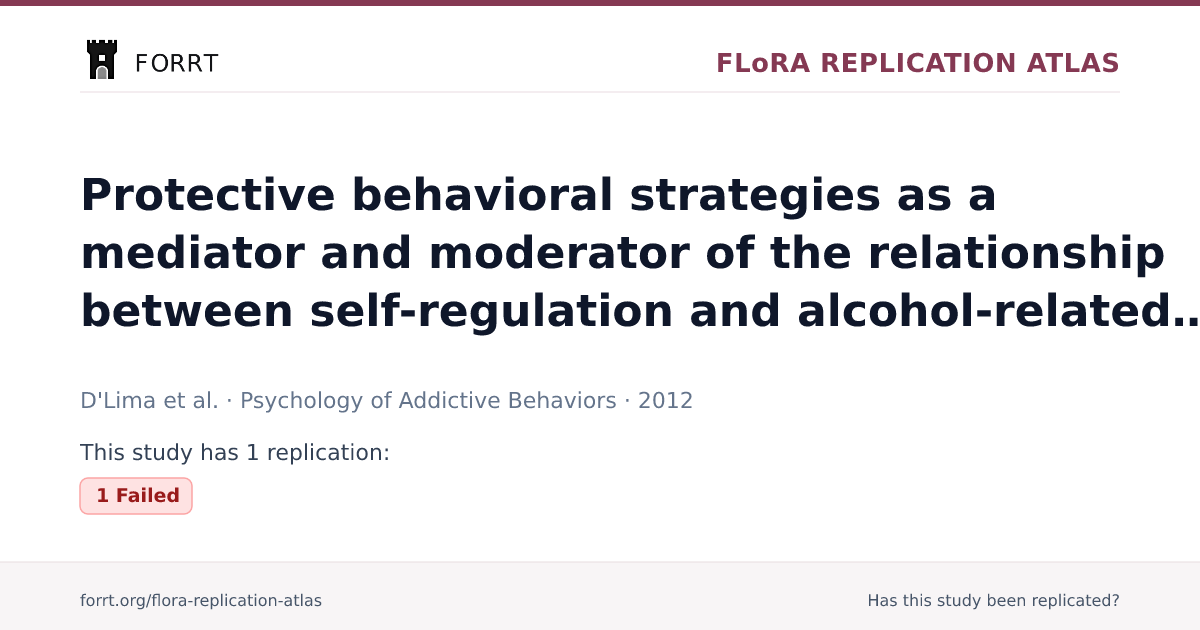 FORRT
FLoRA REPLICATION ATLAS
Protective behavioral strategies as a
mediator and moderator of the relationship
between self-regulation and alcohol-related…
D'Lima et al. · Psychology of Addictive Behaviors · 2012
This study has 1 replication:
1 Failed
forrt.org/flora-replication-atlas
Has this study been replicated?